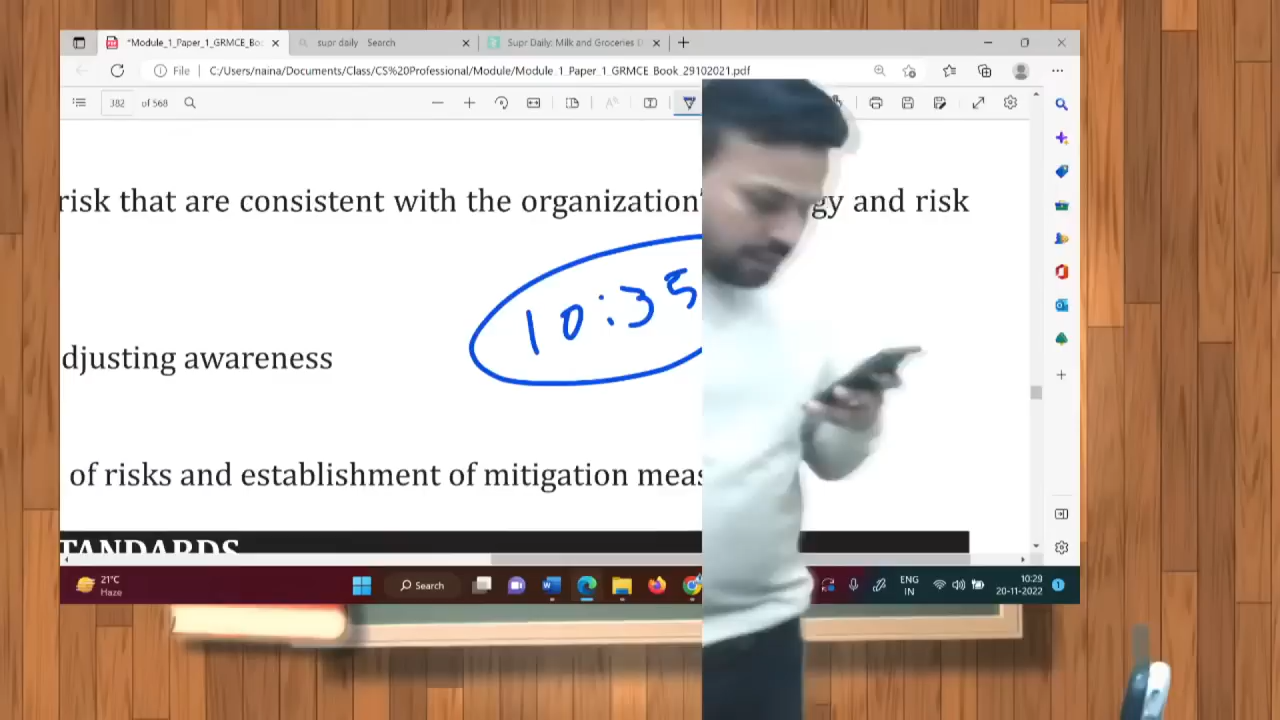 *Module_1_Paper_1_GRMCE_Bo
supr daily Search
Supr Daily: Milk and Groceries D
File C:/Users/naina/Documents/Class/CS%20Professional/Module/Module_1_Paper_1_GRMCE_Book_29102021.pdf
382 of 568
risk that are consistent with the organization' gy and risk
10:35
djusting awareness
of risks and establishment of mitigation meas
TANDARDS
21°C
Haze
Search
ENG
IN
10:29
20-11-2022
1